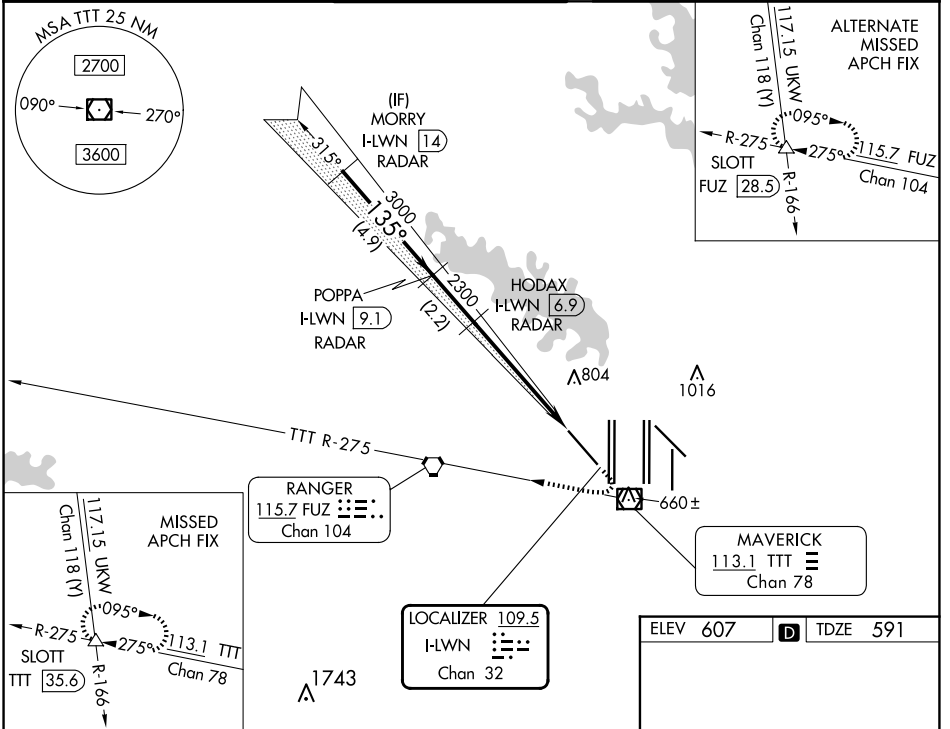 MSA TTT 25 NM
2700
090°
270°
3600
(IF)
MORRY
I-LWN 14
RADAR
315°
3000
135°
(4.9)
POPPA
I-LWN 9.1
RADAR
2300
(2.2)
HODAX
I-LWN 6.9
RADAR
804
1016
ALTERNATE
MISSED
APCH FIX
117.15 UKW
Chan 118 (Y)
095°
R-275
275°
115.7 FUZ
Chan 104
SLOTT
FUZ 28.5
R-166
TTT R-275
RANGER
115.7 FUZ
Chan 104
660±
MAVERICK
113.1 TTT
Chan 78
LOCALIZER 109.5
I-LWN
Chan 32
MISSED
APCH FIX
117.15 UKW
Chan 118 (Y)
095°
R-275
275°
113.1 TTT
Chan 78
SLOTT
TTT 35.6
R-166
1743
ELEV 607 D TDZE 591